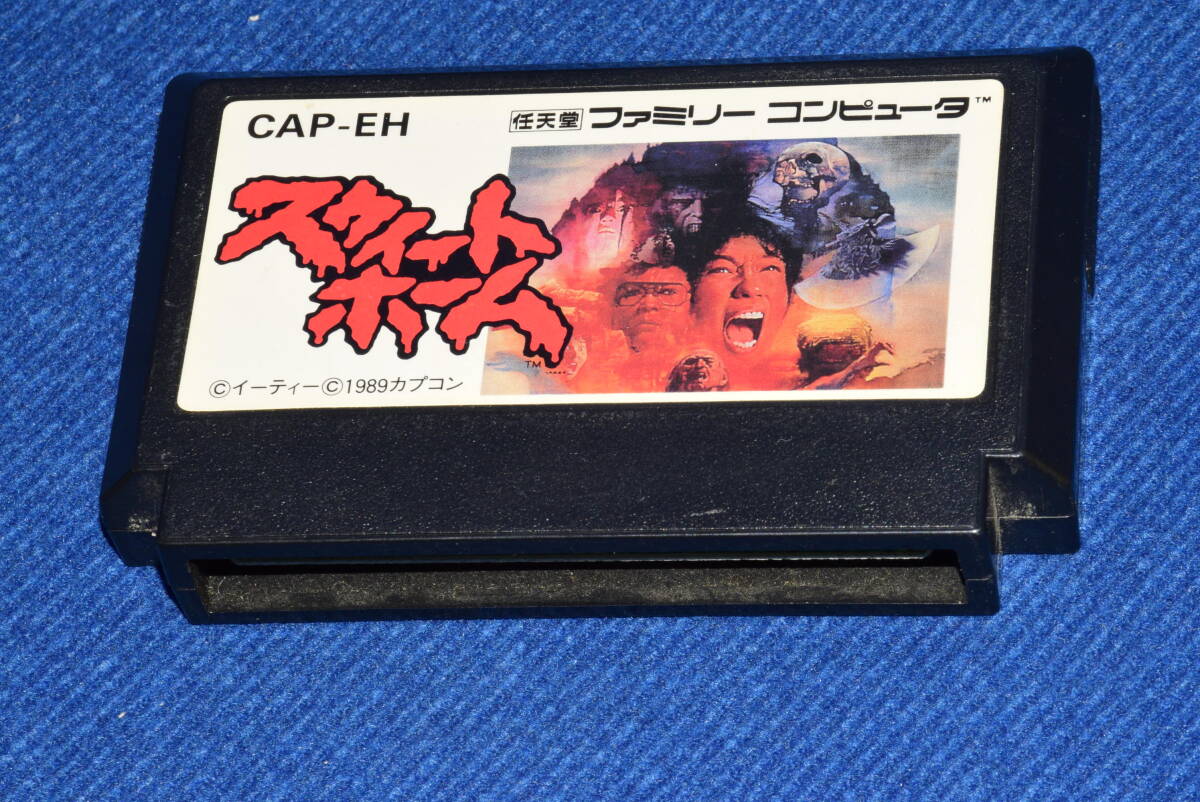 CAP-EH
任天堂 ファミリー コンピュータ™
スウィート
ホーム
TM
©イーティー©1989カプコン